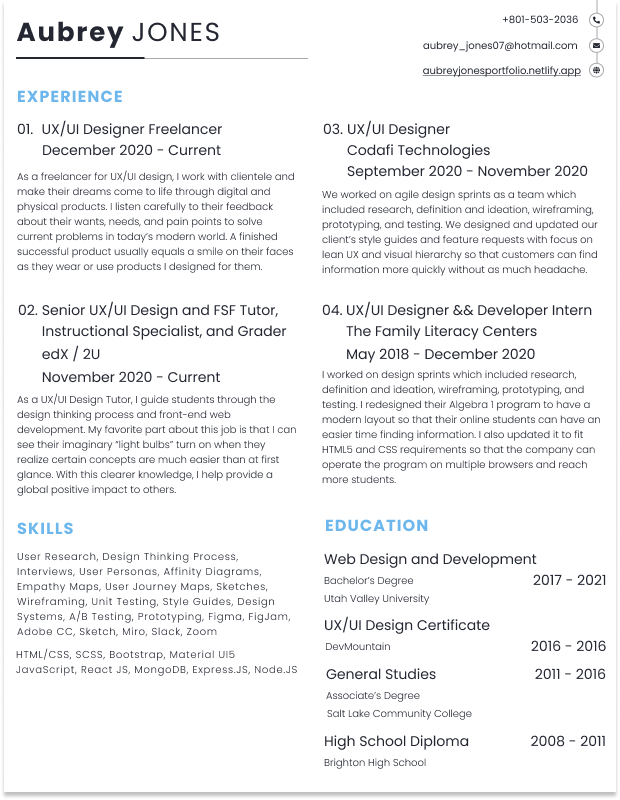 Aubrey JONES
+801-503-2036
aubrey_jones07@hotmail.com
aubreyjonesportfolio.netlify.app
EXPERIENCE
01. UX/UI Designer Freelancer
December 2020 - Current
As a freelancer for UX/UI design, I work with clientele and
make their dreams come to life through digital and
physical products. I listen carefully to their feedback
about their wants, needs, and pain points to solve
current problems in today's modern world. A finished
successful product usually equals a smile on their faces
as they wear or use products I designed for them.
02. Senior UX/UI Design and FSF Tutor,
Instructional Specialist, and Grader
edX / 2U
November 2020 - Current
As a UX/UI Design Tutor, I guide students through the
design thinking process and front-end web
development. My favorite part about this job is that I can
see their imaginary “light bulbs” turn on when they
realize certain concepts are much easier than at first
glance. With this clearer knowledge, I help provide a
global positive impact to others.
03. UX/UI Designer
Codafi Technologies
September 2020 - November 2020
We worked on agile design sprints as a team which
included research, definition and ideation, wireframing,
prototyping, and testing. We designed and updated our
client's style guides and feature requests with focus on
lean UX and visual hierarchy so that customers can find
information more quickly without as much headache.
04. UX/UI Designer && Developer Intern
The Family Literacy Centers
May 2018 - December 2020
I worked on design sprints which included research,
definition and ideation, wireframing, prototyping, and
testing. I redesigned their Algebra 1 program to have a
modern layout so that their online students can have an
easier time finding information. I also updated it to fit
HTML5 and CSS requirements so that the company can
operate the program on multiple browsers and reach
more students.
SKILLS
User Research, Design Thinking Process,
Interviews, User Personas, Affinity Diagrams,
Empathy Maps, User Journey Maps, Sketches,
Wireframing, Unit Testing, Style Guides, Design
Systems, A/B Testing, Prototyping, Figma, FigJam,
Adobe CC, Sketch, Miro, Slack, Zoom
HTML/CSS, SCSS, Bootstrap, Material UI5
JavaScript, React JS, MongoDB, Express.JS, Node.JS
EDUCATION
Web Design and Development
Bachelor's Degree 2017 - 2021
Utah Valley University
UX/UI Design Certificate
DevMountain 2016 - 2016
General Studies 2011 - 2016
Associate's Degree
Salt Lake Community College
High School Diploma 2008 - 2011
Brighton High School